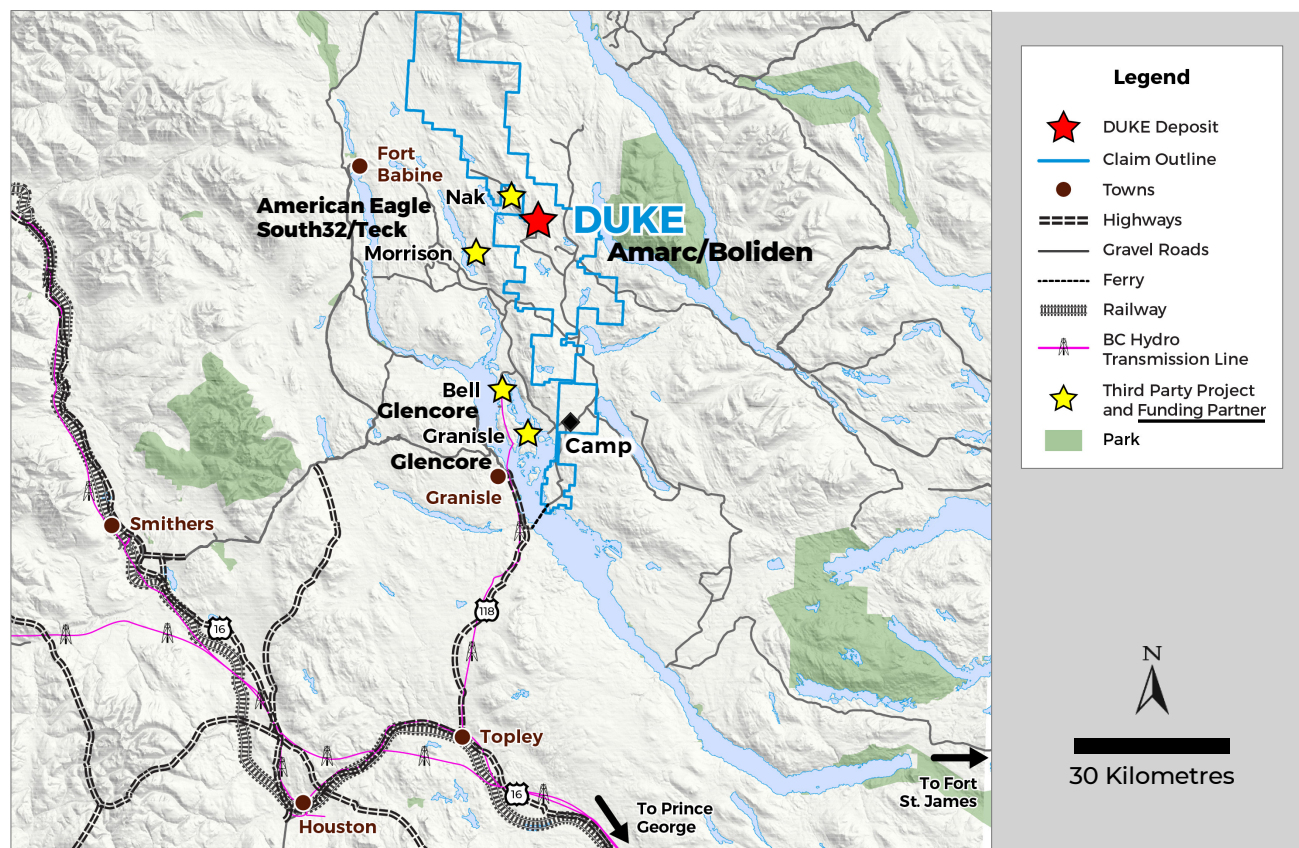 Fort
Babine
Nak
American Eagle
South32/Teck
DUKE
Amarc/Boliden
Morrison
Bell
Glencore
Granisle
Glencore
Camp
Granisle
Smithers
118
16
Topley
16
To Fort
St. James
To Prince
George
Houston
Legend
DUKE Deposit
Claim Outline
Towns
Highways
Gravel Roads
Ferry
Railway
BC Hydro
Transmission Line
Third Party Project
and Funding Partner
Park
N
30 Kilometres